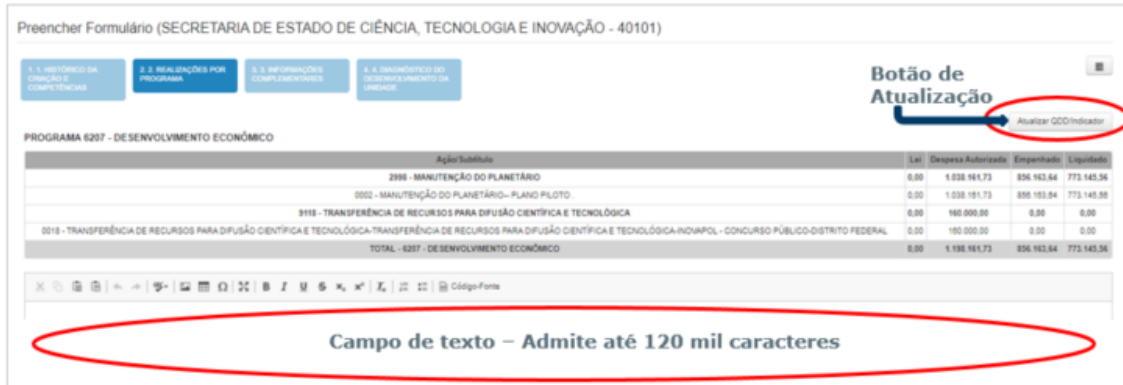 Preencher Formulário (SECRETARIA DE ESTADO DE CIÊNCIA, TECNOLOGIA E INOVAÇÃO - 40101)
1. 1. HISTÓRICO DA CRIAÇÃO E COMPETÊNCIAS
2. 2. REALIZAÇÕES POR PROGRAMA
3. 3. INFORMAÇÕES COMPLEMENTARES
4. 4. DIAGNÓSTICO DO DESENVOLVIMENTO DA UNIDADE
Botão de
Atualização
Atualizar QDD/Indicador
PROGRAMA 6207 - DESENVOLVIMENTO ECONÔMICO
Ação/Subtítulo Lei Despesa Autorizada Empenhado Liquidado
2998 - MANUTENÇÃO DO PLANETÁRIO 0,00 1.038.161,73 856.163,64 773.145,56
0002 - MANUTENÇÃO DO PLANETÁRIO-- PLANO PILOTO . 0,00 1.038.161,73 856.163,64 773.145,56
9118 - TRANSFERÊNCIA DE RECURSOS PARA DIFUSÃO CIENTÍFICA E TECNOLÓGICA 0,00 160.000,00 0,00 0,00
0018 - TRANSFERÊNCIA DE RECURSOS PARA DIFUSÃO CIENTÍFICA E TECNOLÓGICA-TRANSFERÊNCIA DE RECURSOS PARA DIFUSÃO CIENTÍFICA E TECNOLÓGICA-INOVAPOL - CONCURSO PÚBLICO-DISTRITO FEDERAL 0,00 160.000,00 0,00 0,00
TOTAL - 6207 - DESENVOLVIMENTO ECONÔMICO 0,00 1.198.161,73 856.163,64 773.145,56
B I U S x₂ x² Iₓ Código-Fonte
Campo de texto – Admite até 120 mil caracteres